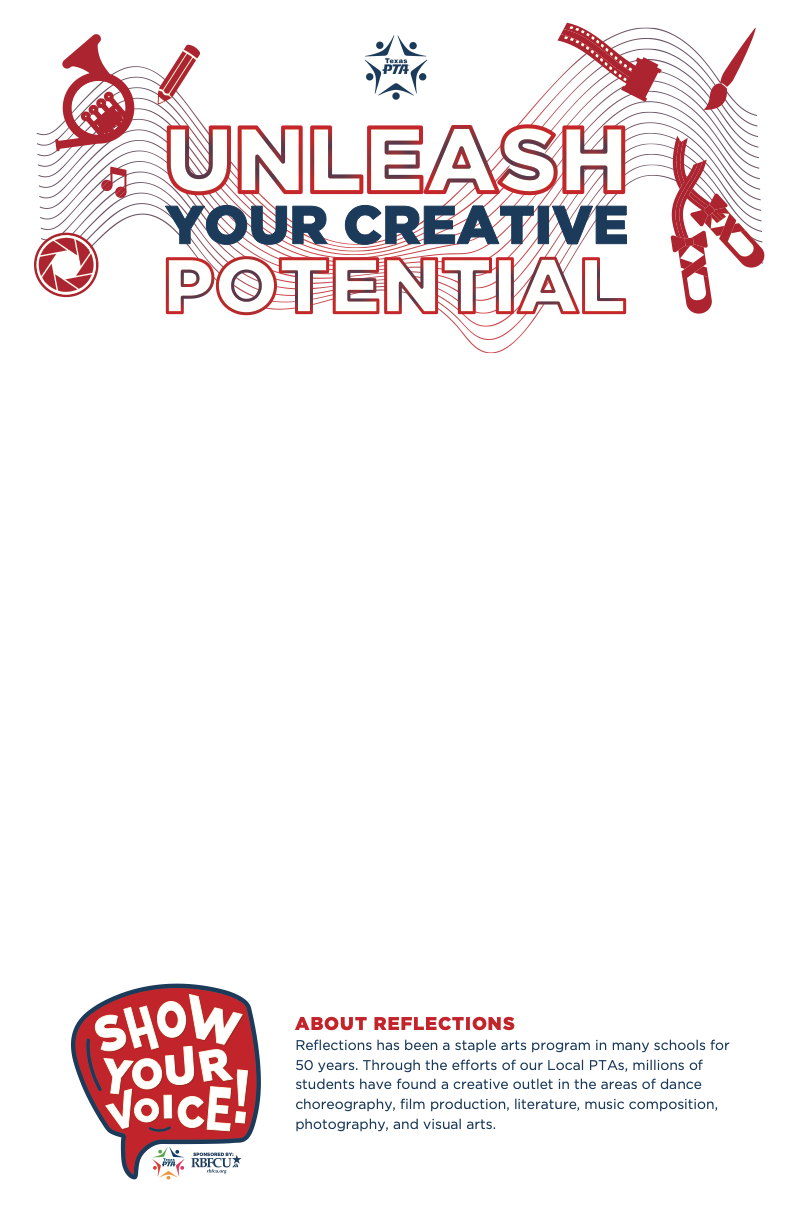 Texas
PTA
UNLEASH
YOUR CREATIVE
POTENTIAL
SHOW
YOUR
VOICE!
Texas
PTA
SPONSORED BY:
RBFCU
rbfcu.org
ABOUT REFLECTIONS
Reflections has been a staple arts program in many schools for
50 years. Through the efforts of our Local PTAs, millions of
students have found a creative outlet in the areas of dance
choreography, film production, literature, music composition,
photography, and visual arts.